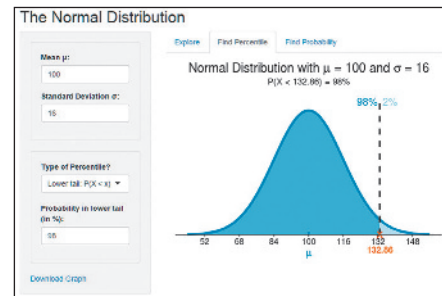 The Normal Distribution
Explore Find Percentile Find Probability
Mean μ:
100
Standard Deviation σ:
16
Type of Percentile?
Lower tail: P(X < x)
Probability in lower tail
(in %):
98
Download Graph
Normal Distribution with μ = 100 and σ = 16
P(X < 132.86) = 98%
98% 2%
52 68 84 100 116 132 148
132.86
μ